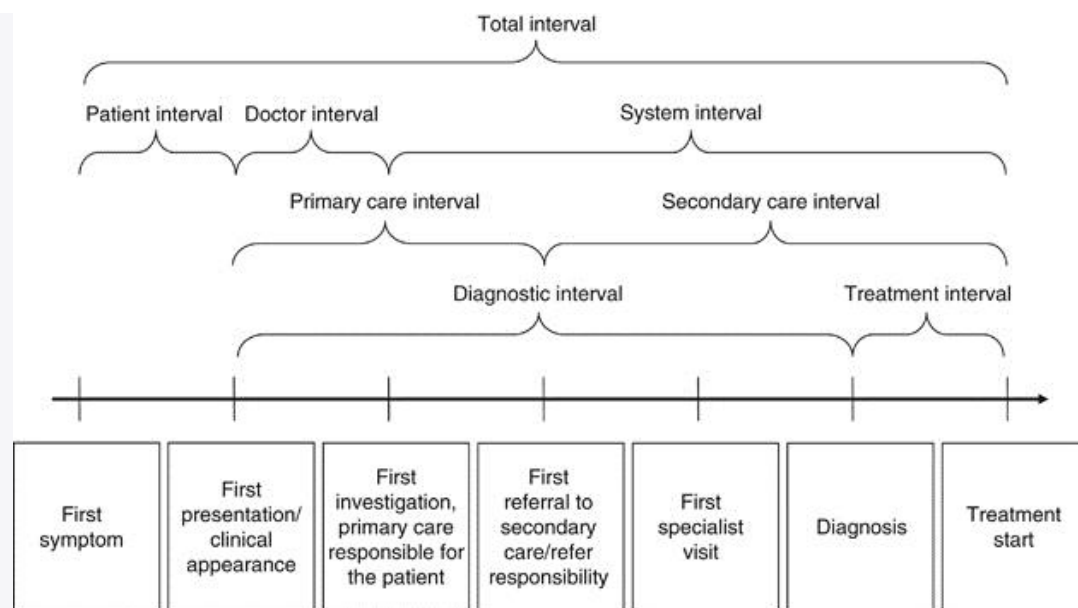 Total interval
Patient interval
Doctor interval
System interval
Primary care interval
Secondary care interval
Diagnostic interval
Treatment interval
First
symptom
First
presentation/
clinical
appearance
First
investigation,
primary care
responsible for
the patient
First
referral to
secondary
care/refer
responsibility
First
specialist
visit
Diagnosis
Treatment
start